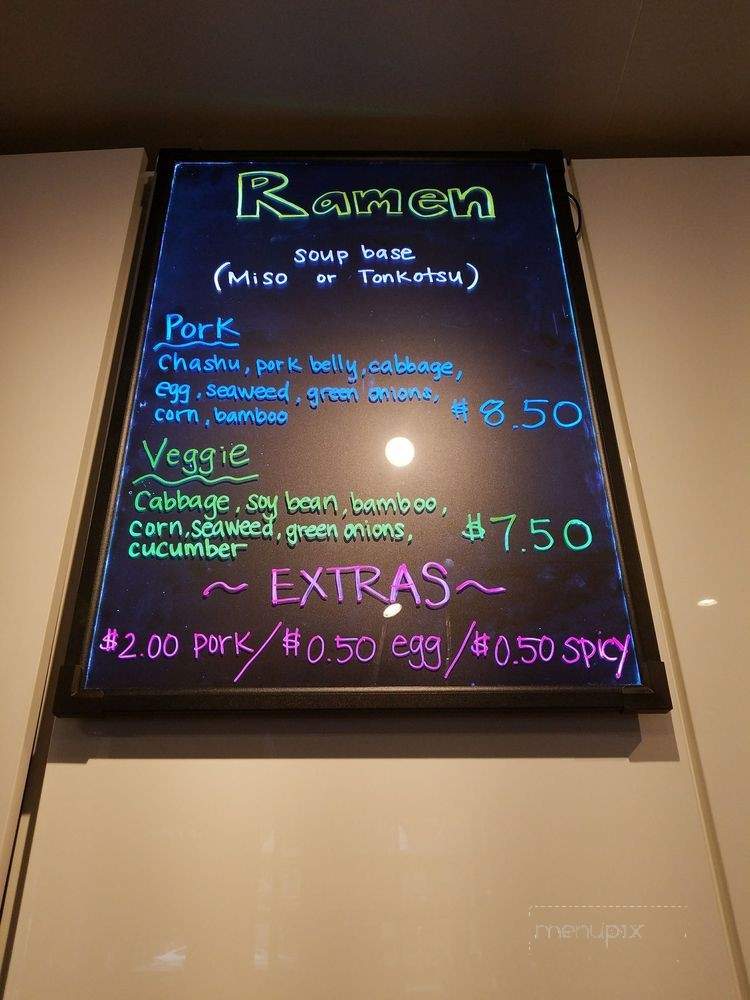 Ramen
soup base
(Miso or Tonkotsu)
Pork
Chashu, pork belly, cabbage,
egg, seaweed, green onions,
corn, bamboo $8.50
Veggie
Cabbage, soy bean, bamboo,
corn, seaweed, green onions, $7.50
cucumber
~ EXTRAS ~
$2.00 pork / $0.50 egg / $0.50 spicy
menupix